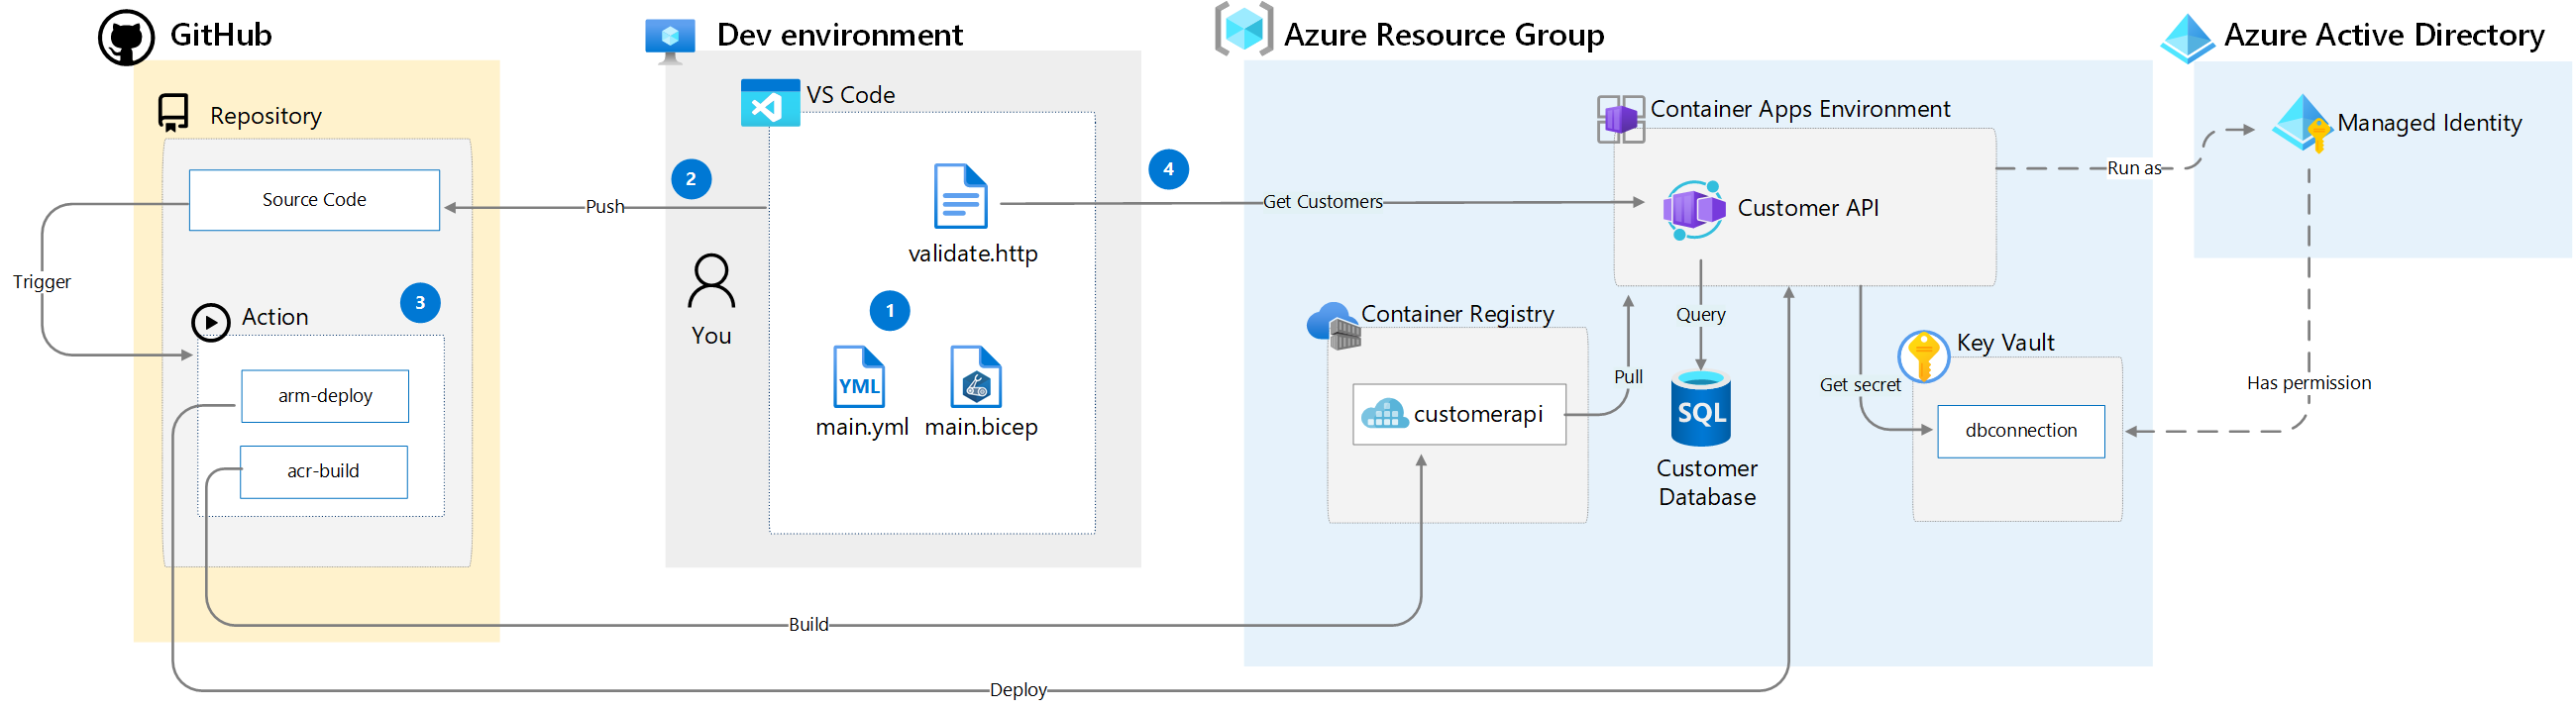 GitHub
Repository
Source Code
Trigger
Action
3
arm-deploy
acr-build
Push
2
Dev environment
VS Code
validate.http
You
1
YML
main.yml
main.bicep
4
Get Customers
Build
Deploy
Azure Resource Group
Container Apps Environment
Customer API
Container Registry
customerapi
Pull
Query
SQL
Customer
Database
Get secret
Key Vault
dbconnection
Run as
Azure Active Directory
Managed Identity
Has permission